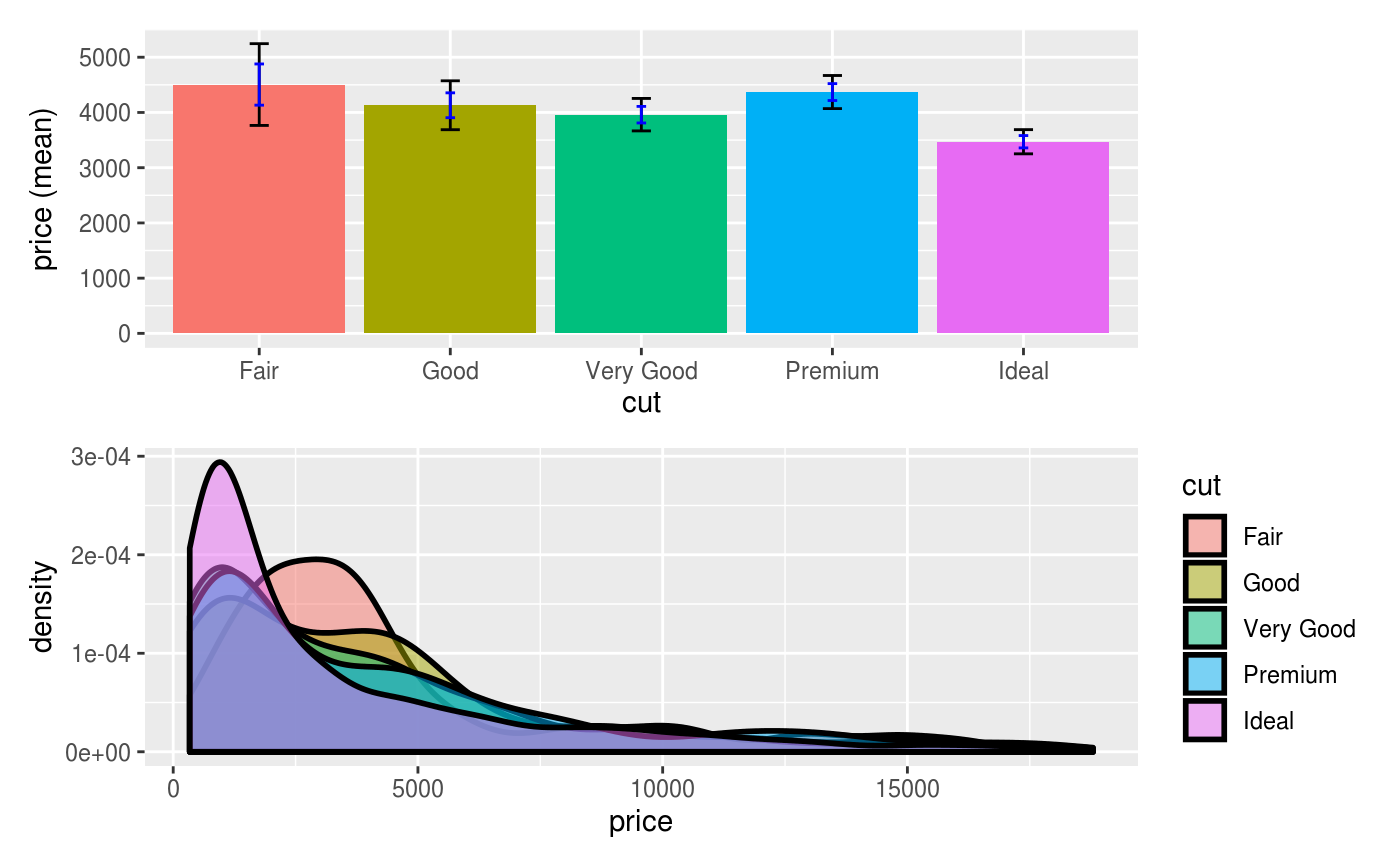 price (mean)
5000
4000
3000
2000
1000
0
Fair
Good
Very Good
Premium
Ideal
cut
density
3e-04
2e-04
1e-04
0e+00
0
5000
10000
15000
price
cut
Fair
Good
Very Good
Premium
Ideal